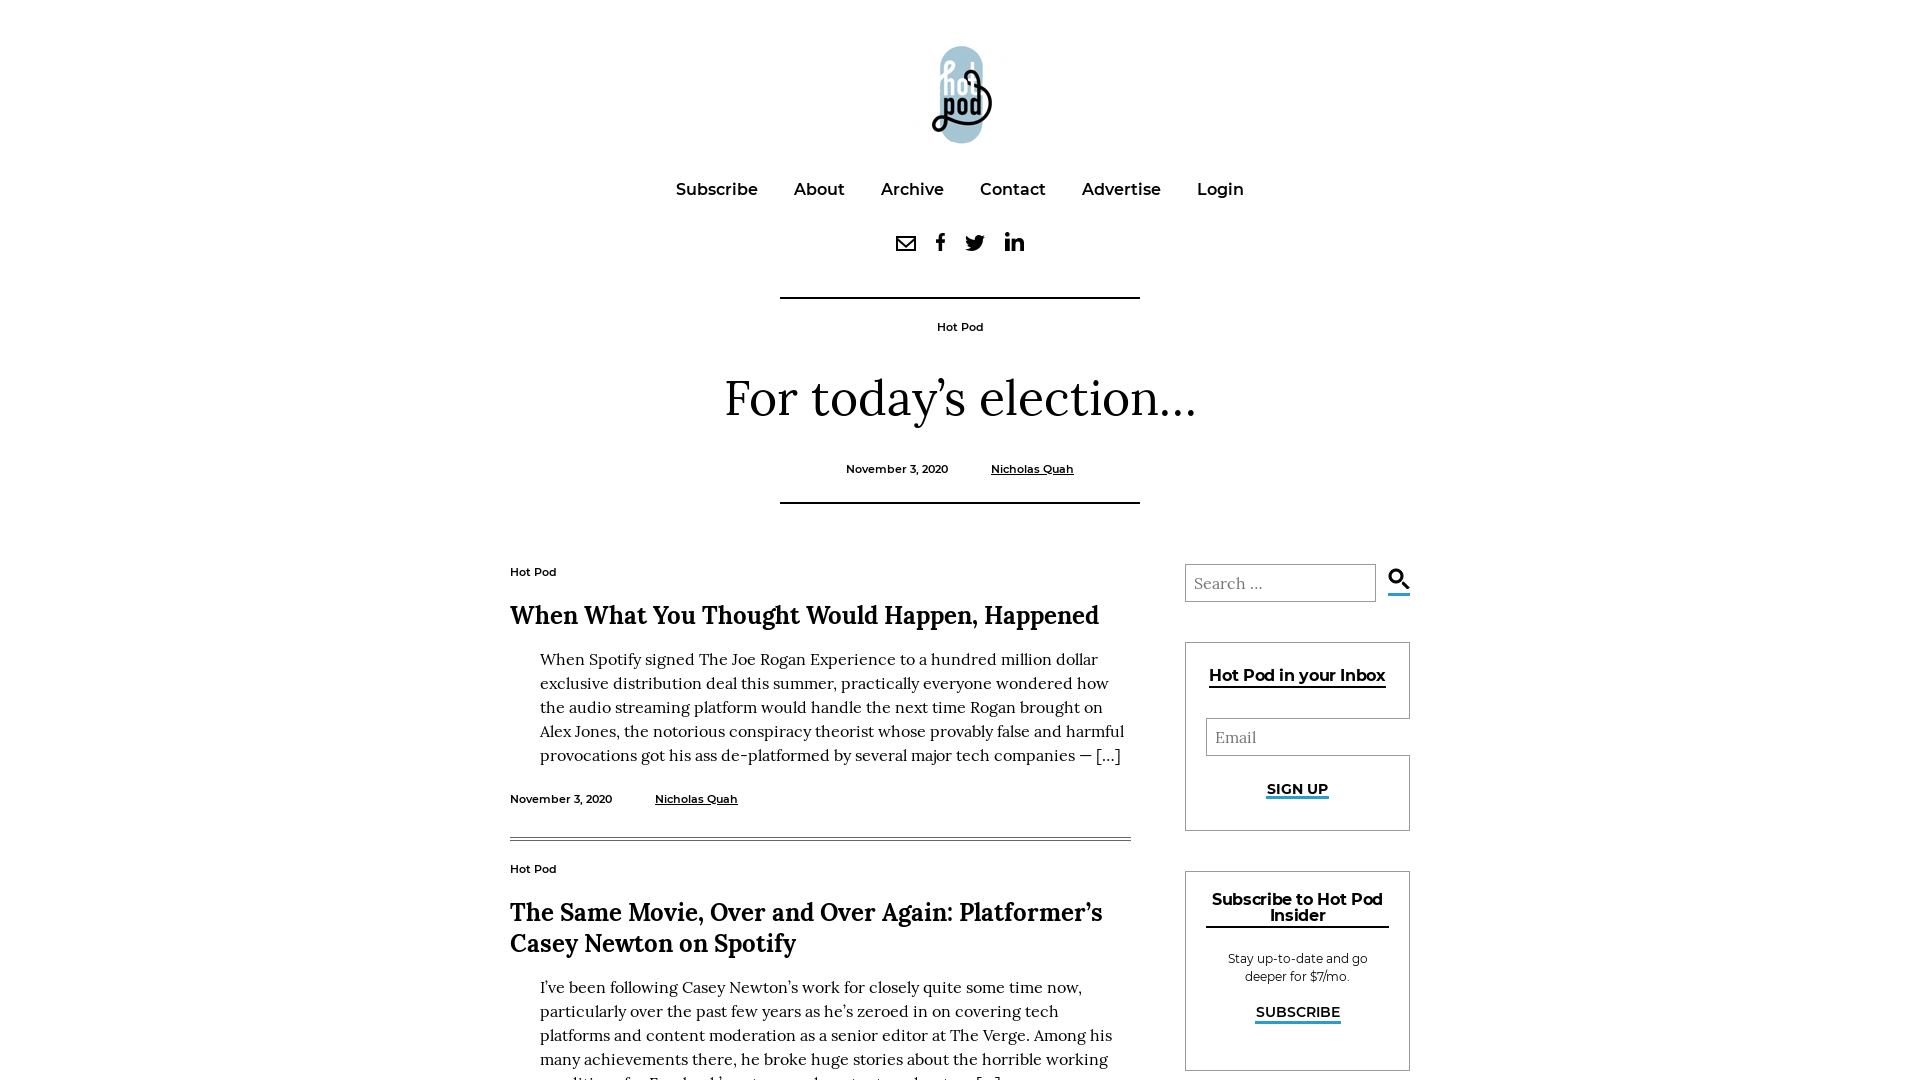 hot
pod
Subscribe About Archive Contact Advertise Login
Hot Pod
For today’s election…
November 3, 2020 Nicholas Quah
Hot Pod
When What You Thought Would Happen, Happened
When Spotify signed The Joe Rogan Experience to a hundred million dollar
exclusive distribution deal this summer, practically everyone wondered how
the audio streaming platform would handle the next time Rogan brought on
Alex Jones, the notorious conspiracy theorist whose provably false and harmful
provocations got his ass de-platformed by several major tech companies — […]
November 3, 2020 Nicholas Quah
Hot Pod
The Same Movie, Over and Over Again: Platformer’s
Casey Newton on Spotify
I’ve been following Casey Newton’s work for closely quite some time now,
particularly over the past few years as he’s zeroed in on covering tech
platforms and content moderation as a senior editor at The Verge. Among his
many achievements there, he broke huge stories about the horrible working
Search …
Hot Pod in your Inbox
Email
SIGN UP
Subscribe to Hot Pod
Insider
Stay up-to-date and go
deeper for $7/mo.
SUBSCRIBE